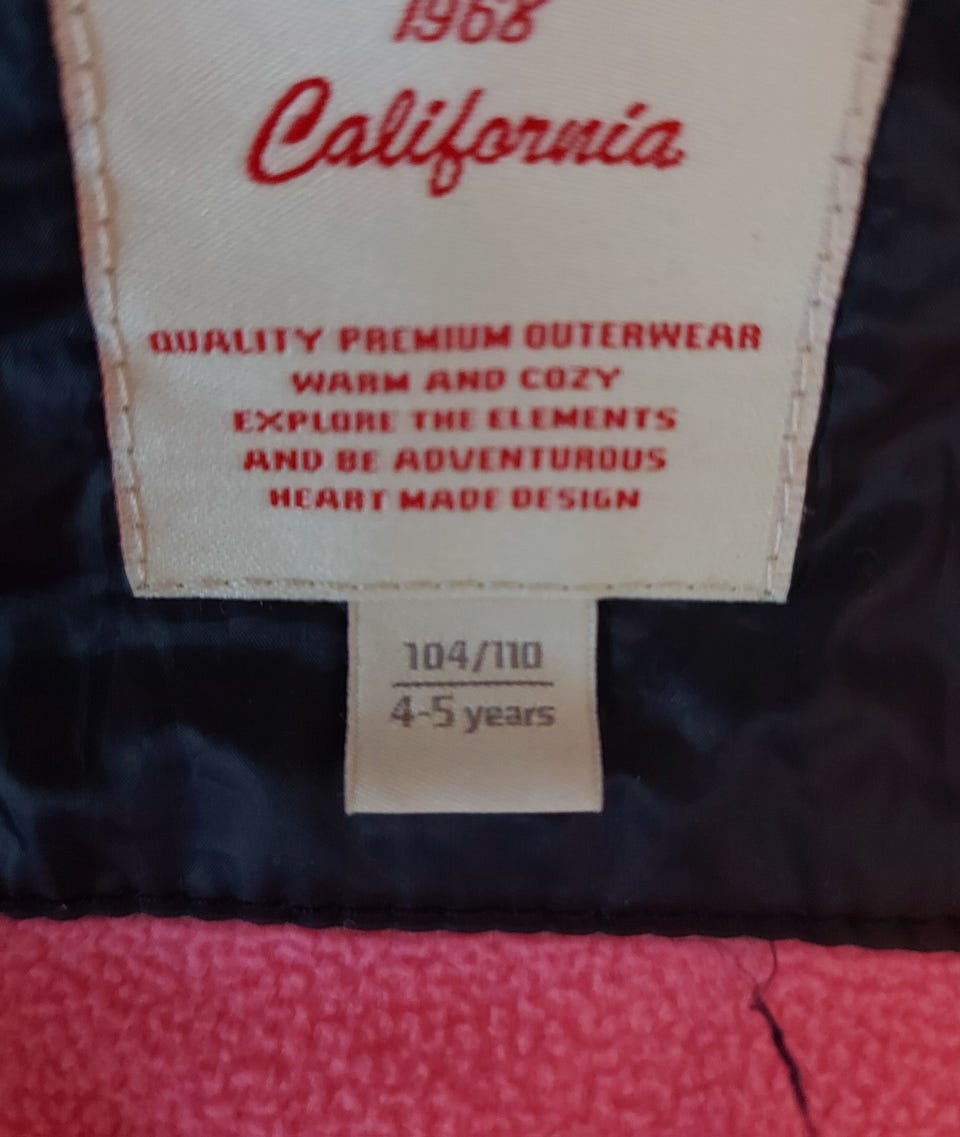 1968
California
QUALITY PREMIUM OUTERWEAR
WARM AND COZY
EXPLORE THE ELEMENTS
AND BE ADVENTUROUS
HEART MADE DESIGN
104/110
4-5 years